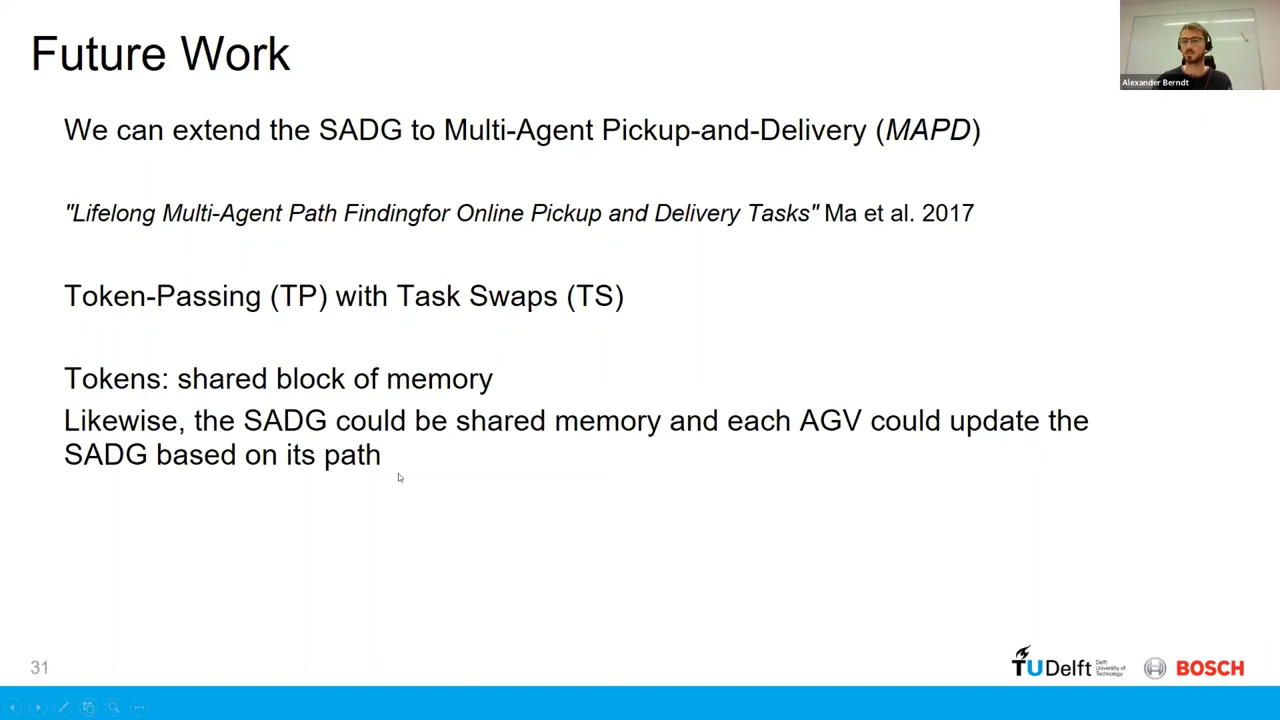 Future Work
Alexander Berndt
We can extend the SADG to Multi-Agent Pickup-and-Delivery (MAPD)
"Lifelong Multi-Agent Path Findingfor Online Pickup and Delivery Tasks" Ma et al. 2017
Token-Passing (TP) with Task Swaps (TS)
Tokens: shared block of memory
Likewise, the SADG could be shared memory and each AGV could update the
SADG based on its path
31
TUDelft
Delft
University of
Technology
BOSCH